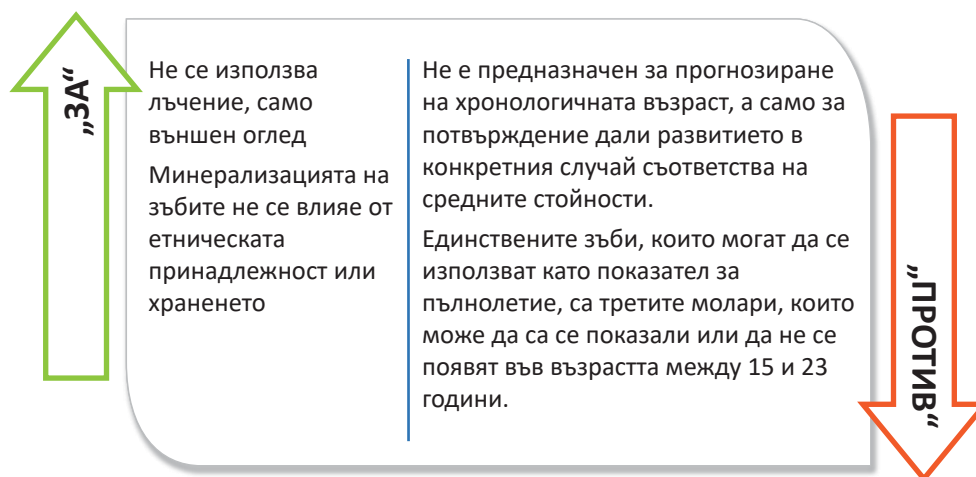 „ЗА“
Не се използва
лъчение, само
външен оглед
Минерализацията на
зъбите не се влияе от
етническата
принадлежност или
храненето
Не е предназначен за прогнозиране
на хронологичната възраст, а само за
потвърждение дали развитието в
конкретния случай съответства на
средните стойности.
Единствените зъби, които могат да се
използват като показател за
пълнолетие, са третите молари, които
може да са се показали или да не се
появят във възрастта между 15 и 23
години.
„ПРОТИВ“